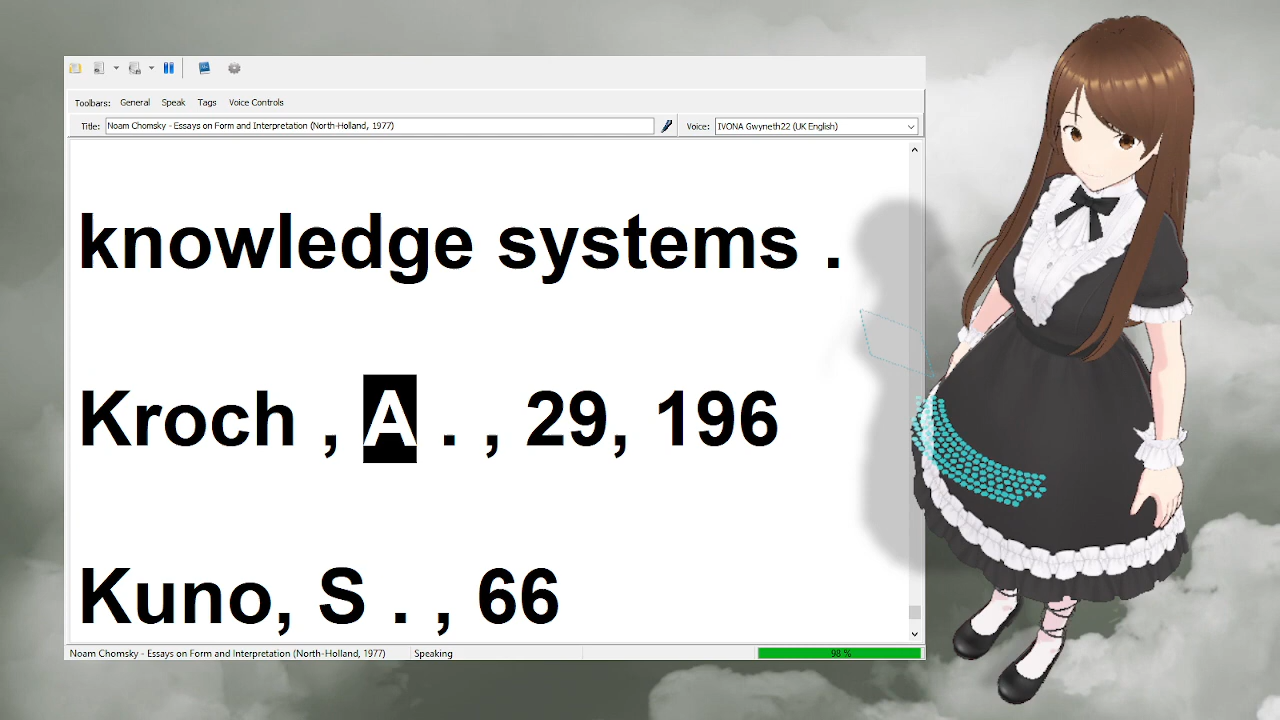 Toolbars: General Speak Tags Voice Controls
Title: Noam Chomsky - Essays on Form and Interpretation (North-Holland, 1977) Voice: IVONA Gwyneth22 (UK English)
knowledge systems .
Kroch , A . , 29, 196
Kuno, S . , 66
Noam Chomsky - Essays on Form and Interpretation (North-Holland, 1977) Speaking 98 %